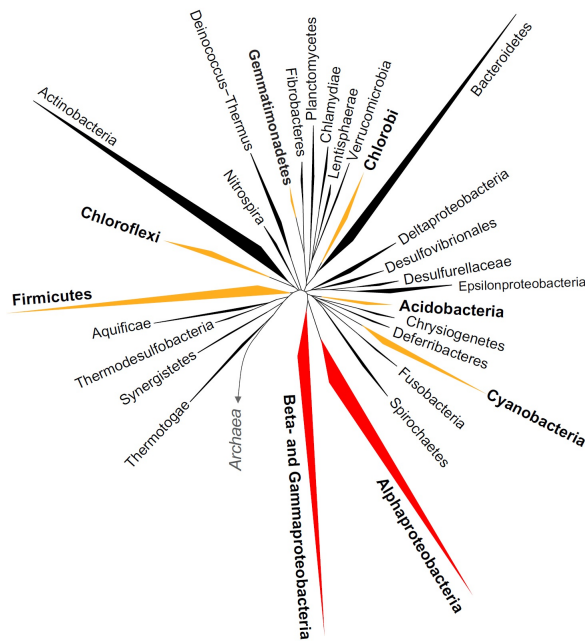 Bacteroidetes
Planctomycetes
Deinococcus–Thermus
Gemmatimonadetes
Fibrobacteres
Chlamydiae
Lentisphaerae
Verrucomicrobia
Chlorobi
Actinobacteria
Nitrospira
Deltaproteobacteria
Chloroflexi
Desulfovibrionales
Desulfurellaceae
Epsilonproteobacteria
Firmicutes
Acidobacteria
Aquificae
Chrysiogenetes
Deferribacteres
Thermodesulfobacteria
Synergistetes
Fusobacteria
Cyanobacteria
Thermotogae
Spirochaetes
Archaea
Beta- and Gammaproteobacteria
Alphaproteobacteria